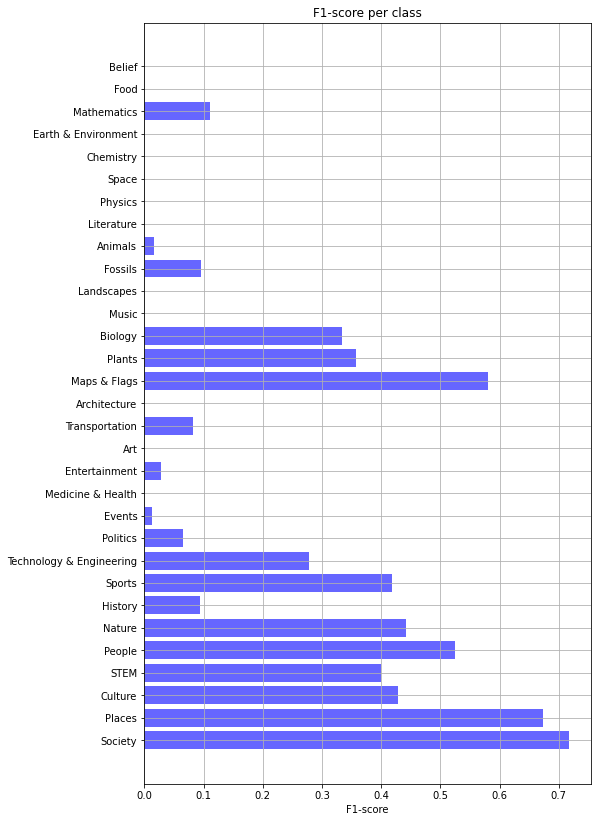 F1-score per class
Belief
Food
Mathematics
Earth & Environment
Chemistry
Space
Physics
Literature
Animals
Fossils
Landscapes
Music
Biology
Plants
Maps & Flags
Architecture
Transportation
Art
Entertainment
Medicine & Health
Events
Politics
Technology & Engineering
Sports
History
Nature
People
STEM
Culture
Places
Society
0.0 0.1 0.2 0.3 0.4 0.5 0.6 0.7
F1-score